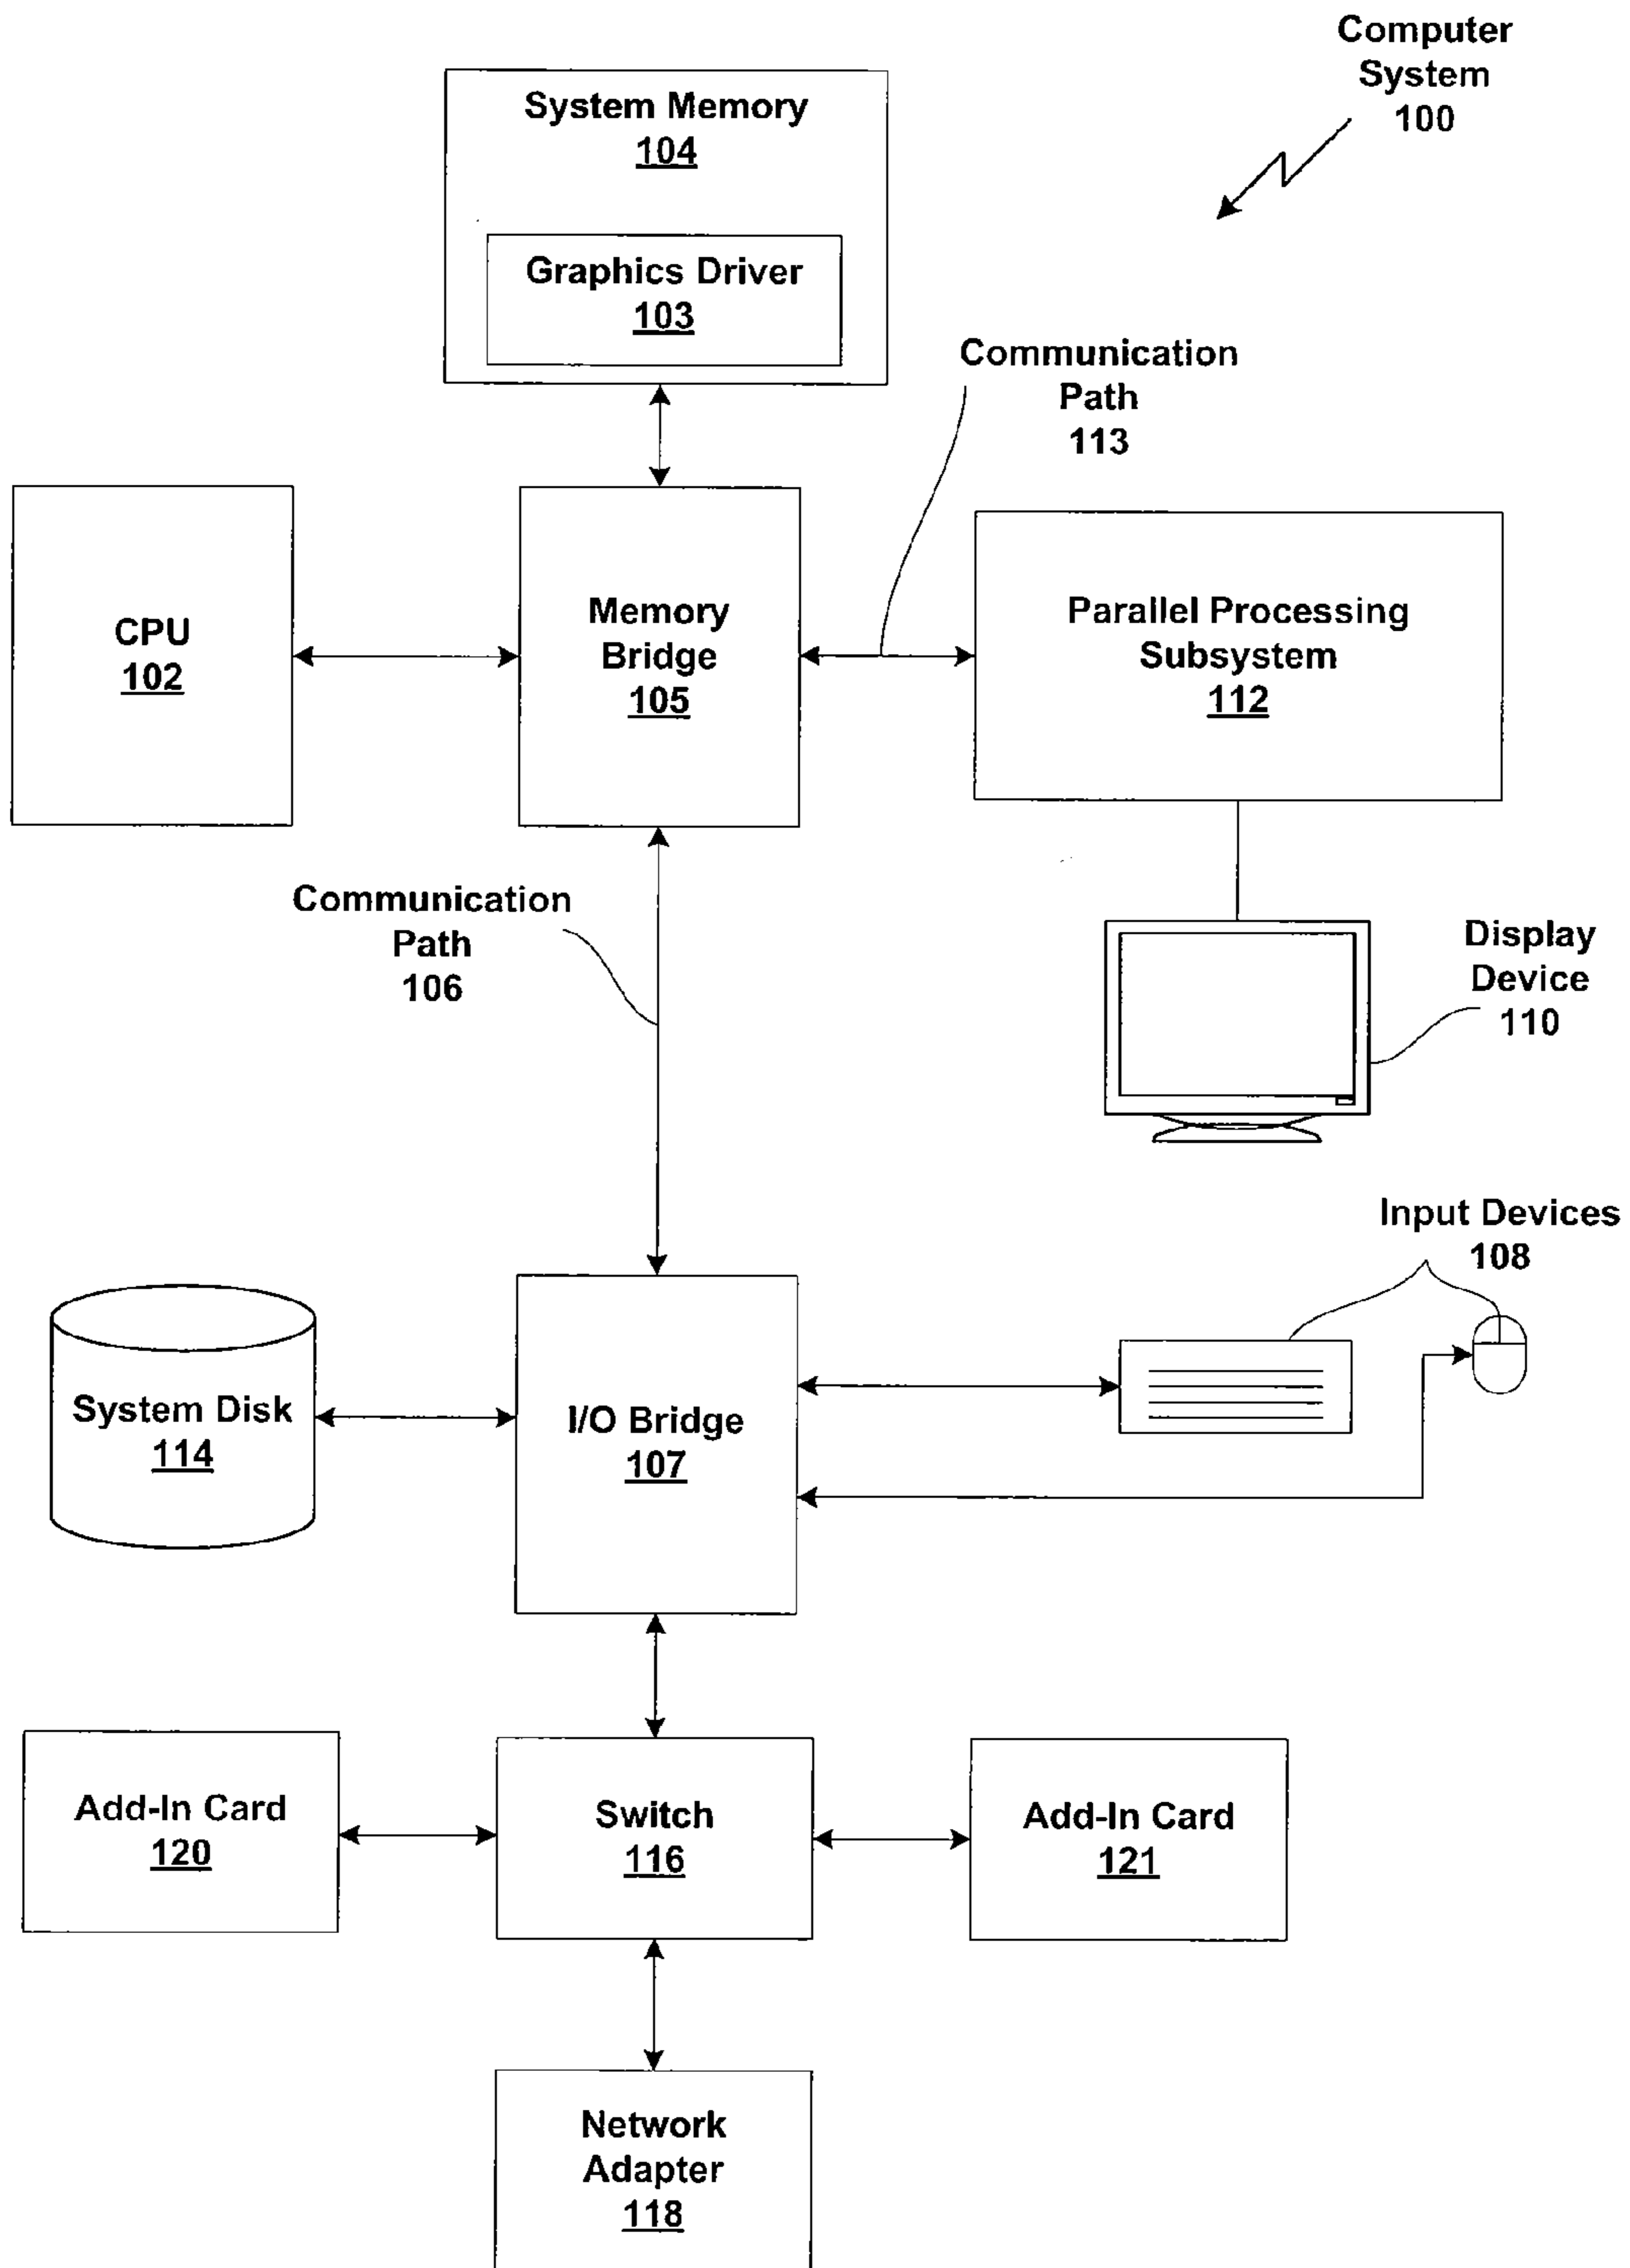 Computer
System
100
System Memory
104
Graphics Driver
103
Communication
Path
113
CPU
102
Memory
Bridge
105
Parallel Processing
Subsystem
112
Communication
Path
106
Display
Device
110
Input Devices
108
System Disk
114
I/O Bridge
107
Add-In Card
120
Switch
116
Add-In Card
121
Network
Adapter
118